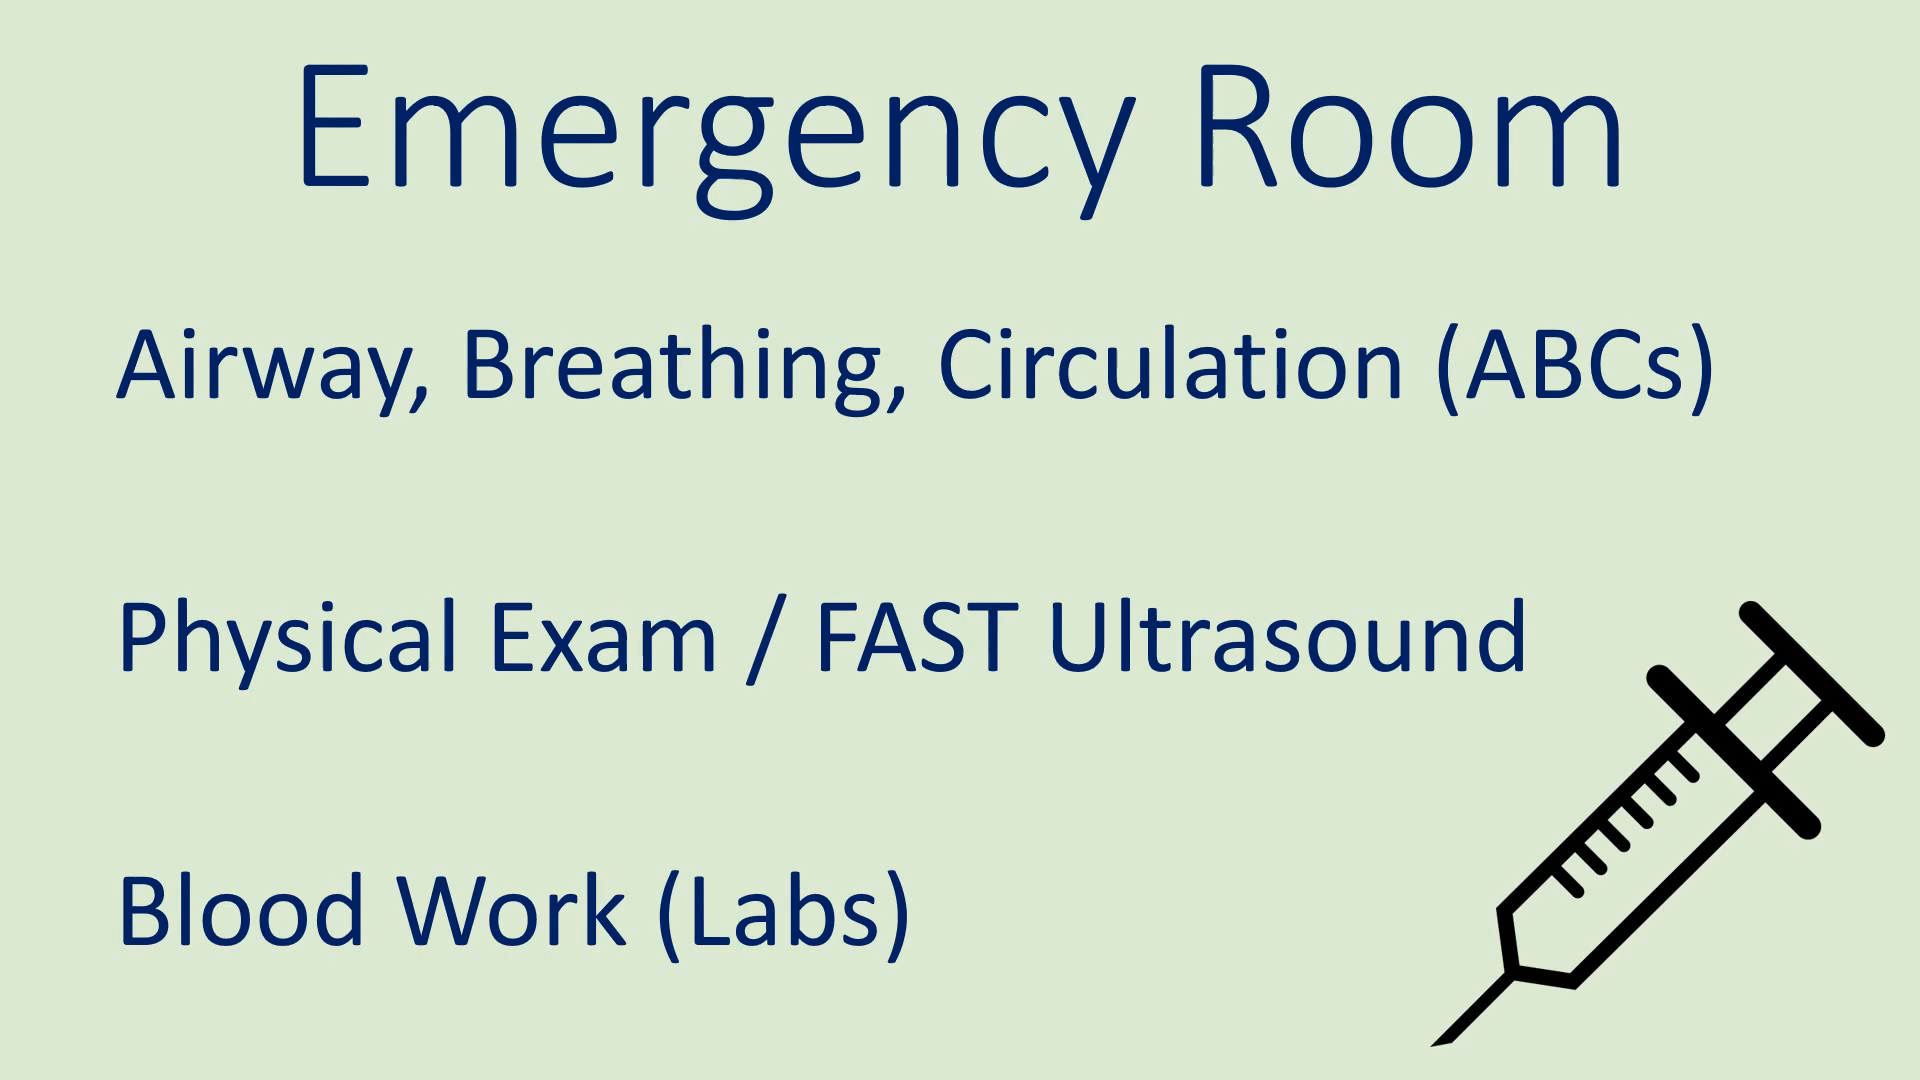 Emergency Room
Airway, Breathing, Circulation (ABCs)
Physical Exam / FAST Ultrasound
Blood Work (Labs)